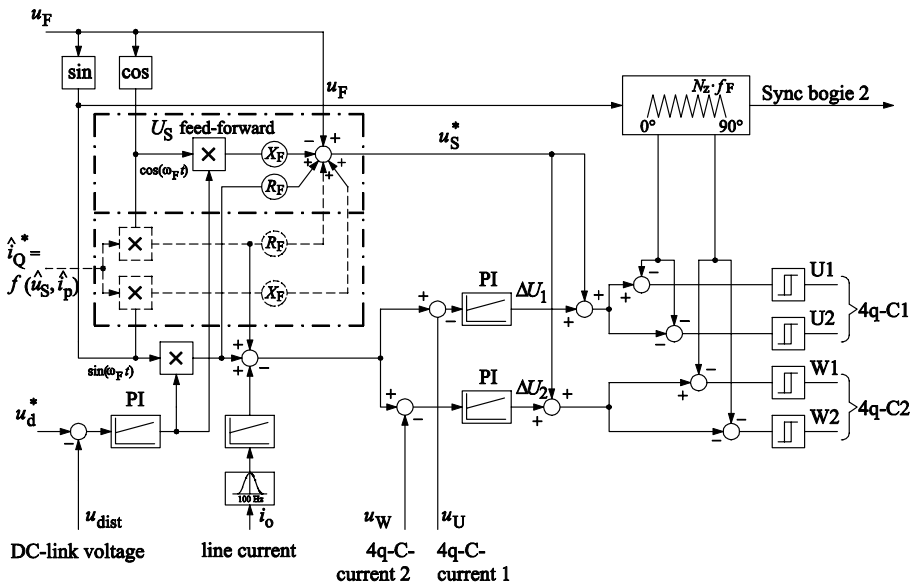 u_F
sin
cos
u_F
N_Z·f_F
0° 90°
Sync bogie 2
U_S feed-forward
×
X_F
u_S*
cos(ω_F t)
R_F
î_Q* =
f(û_S, î_p)
×
R_F
×
X_F
PI
ΔU_1
U1
U2
4q-C1
sin(ω_F t)
×
PI
ΔU_2
W1
W2
4q-C2
u_d*
PI
100 Hz
u_dist
i_o
u_W
u_U
DC-link voltage
line current
4q-C-
current 2
4q-C-
current 1